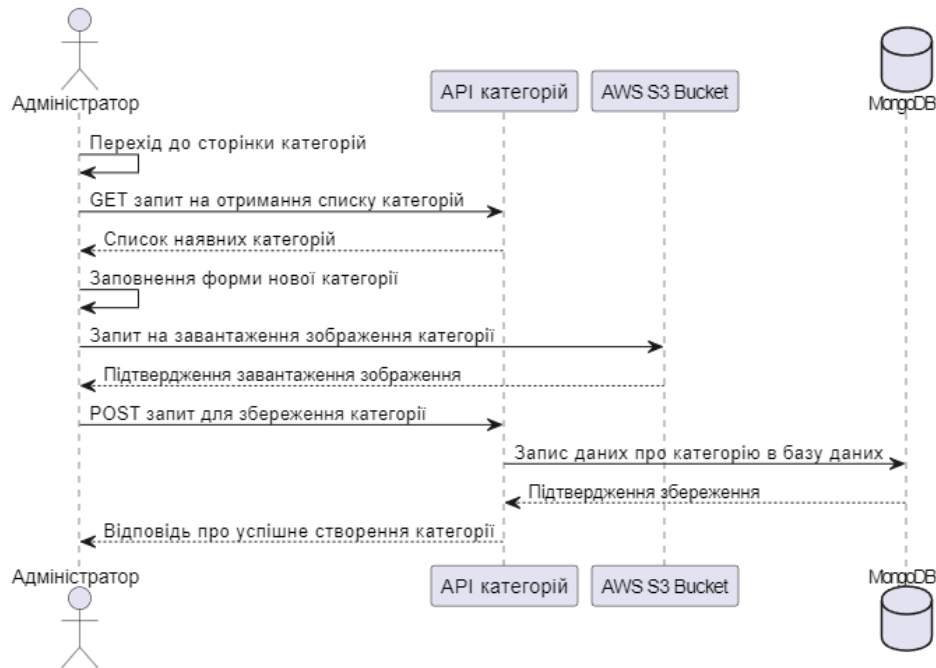 Адміністратор
API категорій
AWS S3 Bucket
MongoDB
Перехід до сторінки категорій
GET запит на отримання списку категорій
Список наявних категорій
Заповнення форми нової категорії
Запит на завантаження зображення категорії
Підтвердження завантаження зображення
POST запит для збереження категорії
Запис даних про категорію в базу даних
Підтвердження збереження
Відповідь про успішне створення категорії
Адміністратор
API категорій
AWS S3 Bucket
MongoDB